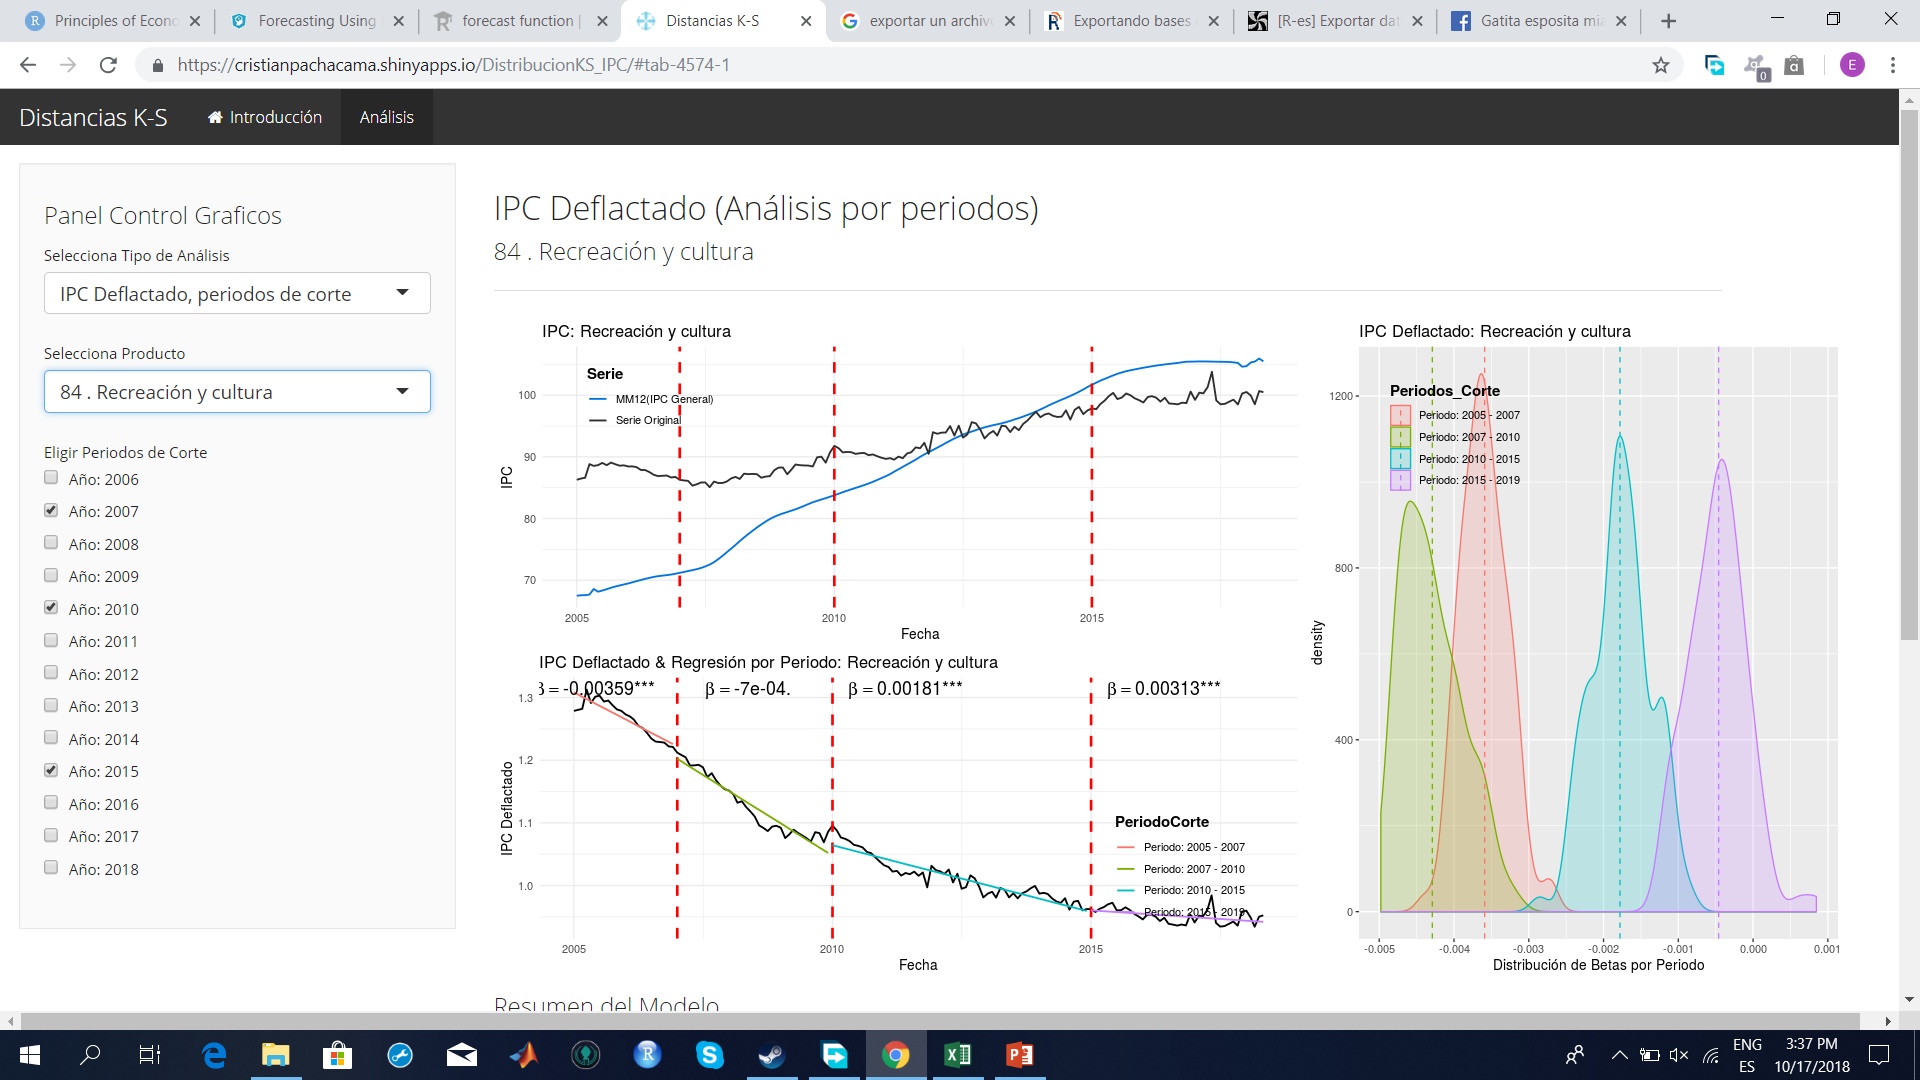 Principles of Econo
Forecasting Using
forecast function |
Distancias K-S
exportar un archiv
Exportando bases
[R-es] Exportar dat
Gatita esposita mia
https://cristianpachacama.shinyapps.io/DistribucionKS_IPC/#tab-4574-1
0
E
Distancias K-S
Introducción
Análisis
Panel Control Graficos
Selecciona Tipo de Análisis
IPC Deflactado, periodos de corte
Selecciona Producto
84 . Recreación y cultura
Eligir Periodos de Corte
Año: 2006
Año: 2007
Año: 2008
Año: 2009
Año: 2010
Año: 2011
Año: 2012
Año: 2013
Año: 2014
Año: 2015
Año: 2016
Año: 2017
Año: 2018
IPC Deflactado (Análisis por periodos)
84 . Recreación y cultura
IPC: Recreación y cultura
Serie
MM12(IPC General)
Serie Original
100
90
80
70
IPC
2005
2010
2015
Fecha
IPC Deflactado & Regresión por Periodo: Recreación y cultura
β = -0.00359***
β = -7e-04.
β = 0.00181***
β = 0.00313***
1.3
1.2
1.1
1.0
IPC Deflactado
PeriodoCorte
Periodo: 2005 - 2007
Periodo: 2007 - 2010
Periodo: 2010 - 2015
Periodo: 2015 - 2019
2005
2010
2015
Fecha
IPC Deflactado: Recreación y cultura
Periodos_Corte
Periodo: 2005 - 2007
Periodo: 2007 - 2010
Periodo: 2010 - 2015
Periodo: 2015 - 2019
1200
800
400
0
density
-0.005
-0.004
-0.003
-0.002
-0.001
0.000
0.001
Distribución de Betas por Periodo
Resumen del Modelo
ENG
ES
3:37 PM
10/17/2018